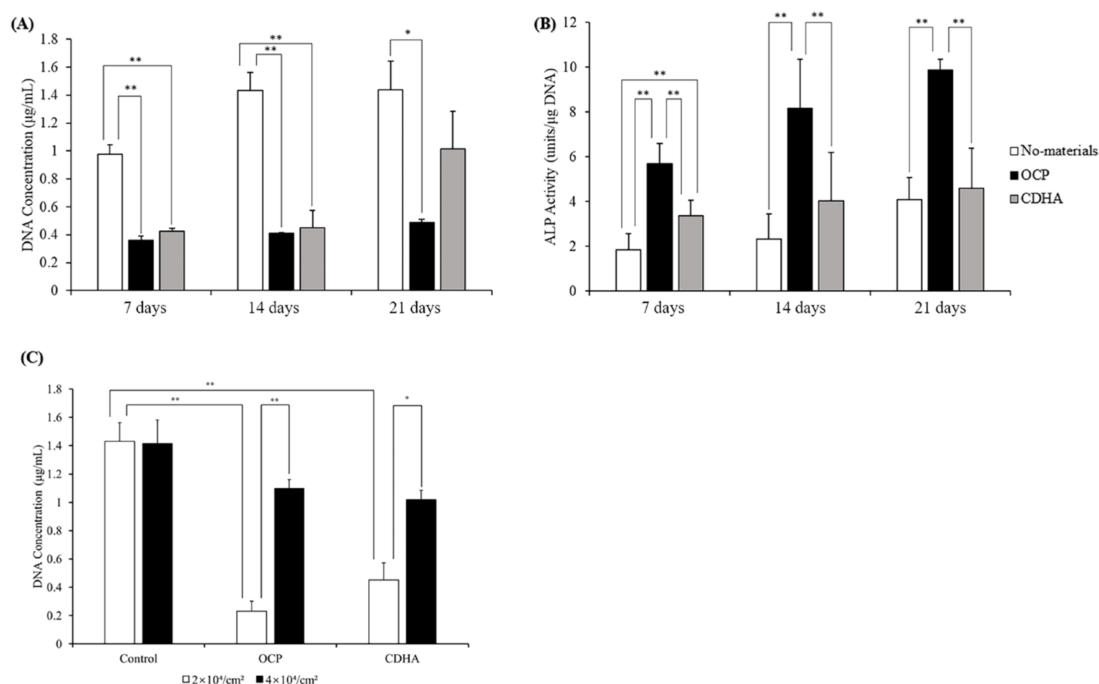 (A)
DNA Concentration (µg/mL)
1.8
1.6
1.4
1.2
1
0.8
0.6
0.4
0.2
0
**
**
**
**
*
7 days
14 days
21 days
(B)
ALP Activity (units/µg DNA)
12
10
8
6
4
2
0
**
**
**
**
**
**
**
7 days
14 days
21 days
No-materials
OCP
CDHA
(C)
DNA Concentration (µg/mL)
1.8
1.6
1.4
1.2
1
0.8
0.6
0.4
0.2
0
**
**
**
*
Control
OCP
CDHA
2×10⁴/cm² 4×10⁴/cm²